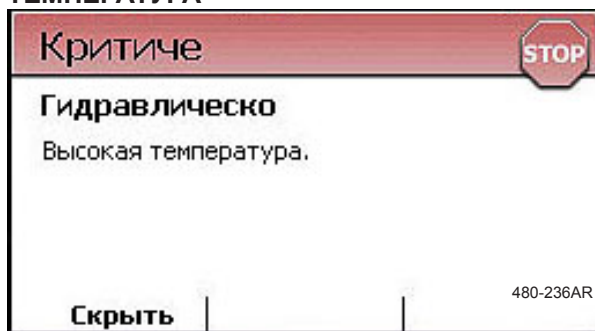 ТЕМПЕРАТУРА
Критиче
STOP
Гидравлическо
Высокая температура.
480-236AR
Скрыть